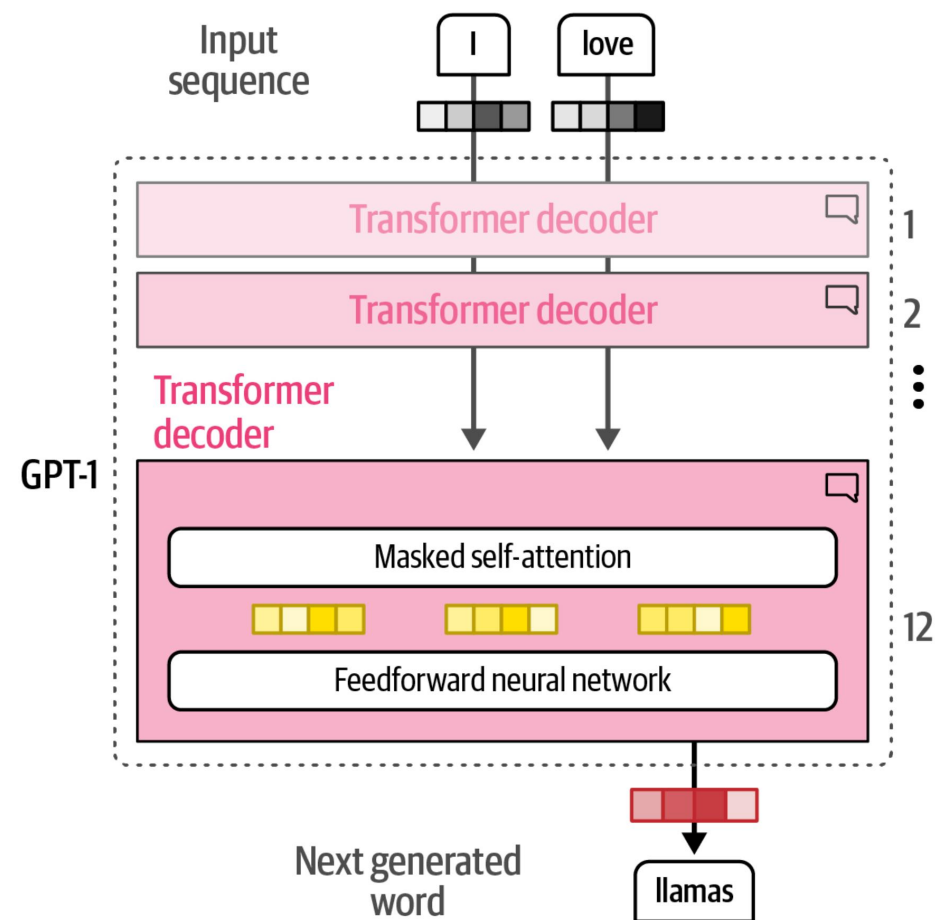 Input
sequence
I
love
Transformer decoder
1
Transformer decoder
2
Transformer
decoder
GPT-1
Masked self-attention
12
Feedforward neural network
Next generated
word
llamas